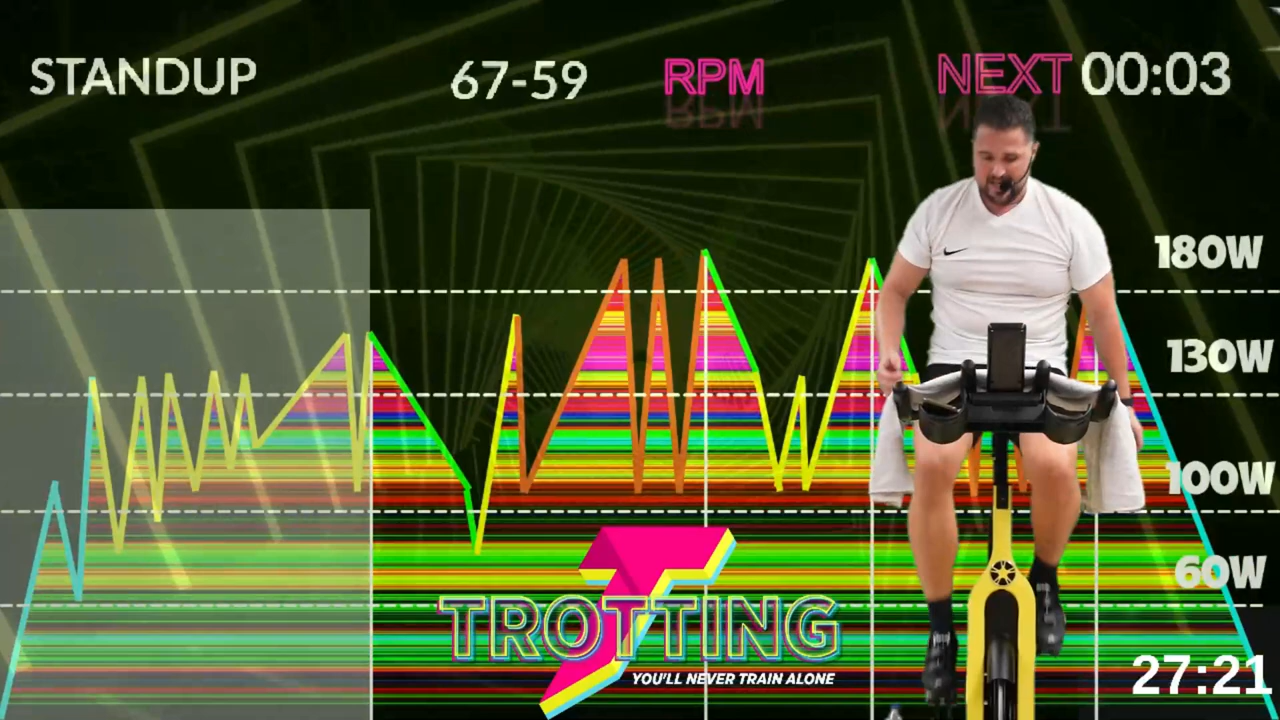 STANDUP 67-59 RPM NEXT 00:03
180W
130W
100W
60W
TROTTING
YOU'LL NEVER TRAIN ALONE
27:21